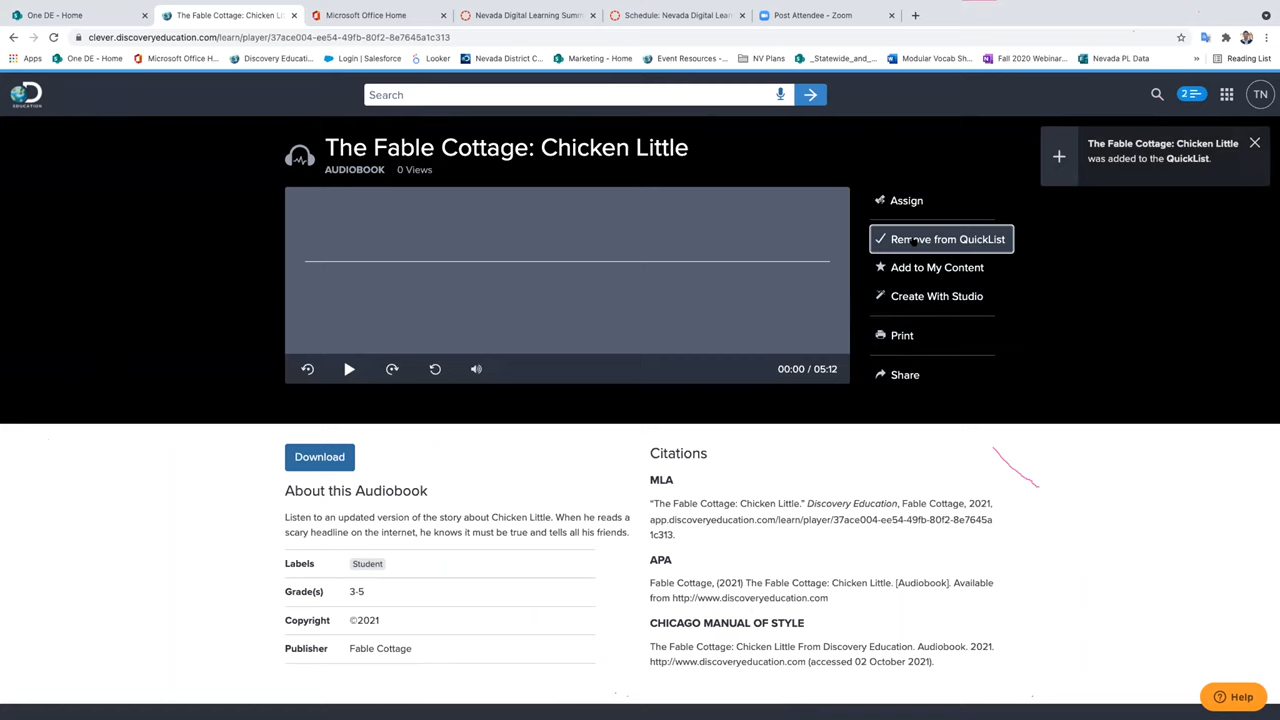 One DE - Home
The Fable Cottage: Chicken Li
Microsoft Office Home
Nevada Digital Learning Summ
Schedule: Nevada Digital Lear
Post Attendee - Zoom
clever.discoveryeducation.com/learn/player/37ace004-ee54-49fb-80f2-8e7645a1c313
Apps
One DE - Home
Microsoft Office H...
Discovery Educati...
Login | Salesforce
Looker
Nevada District C...
Marketing - Home
Event Resources -...
NV Plans
_Statewide_and_...
Modular Vocab Sh...
Fall 2020 Webinar...
Nevada PL Data
»
Reading List
EDUCATION
Search
2
TN
The Fable Cottage: Chicken Little
AUDIOBOOK 0 Views
The Fable Cottage: Chicken Little
was added to the QuickList.
Assign
Remove from QuickList
Add to My Content
Create With Studio
Print
Share
00:00 / 05:12
Download
About this Audiobook
Listen to an updated version of the story about Chicken Little. When he reads a
scary headline on the internet, he knows it must be true and tells all his friends.
Labels Student
Grade(s) 3-5
Copyright ©2021
Publisher Fable Cottage
Citations
MLA
“The Fable Cottage: Chicken Little.” Discovery Education, Fable Cottage, 2021,
app.discoveryeducation.com/learn/player/37ace004-ee54-49fb-80f2-8e7645a
1c313.
APA
Fable Cottage, (2021) The Fable Cottage: Chicken Little. [Audiobook]. Available
from http://www.discoveryeducation.com
CHICAGO MANUAL OF STYLE
The Fable Cottage: Chicken Little From Discovery Education. Audiobook. 2021.
http://www.discoveryeducation.com (accessed 02 October 2021).
Help